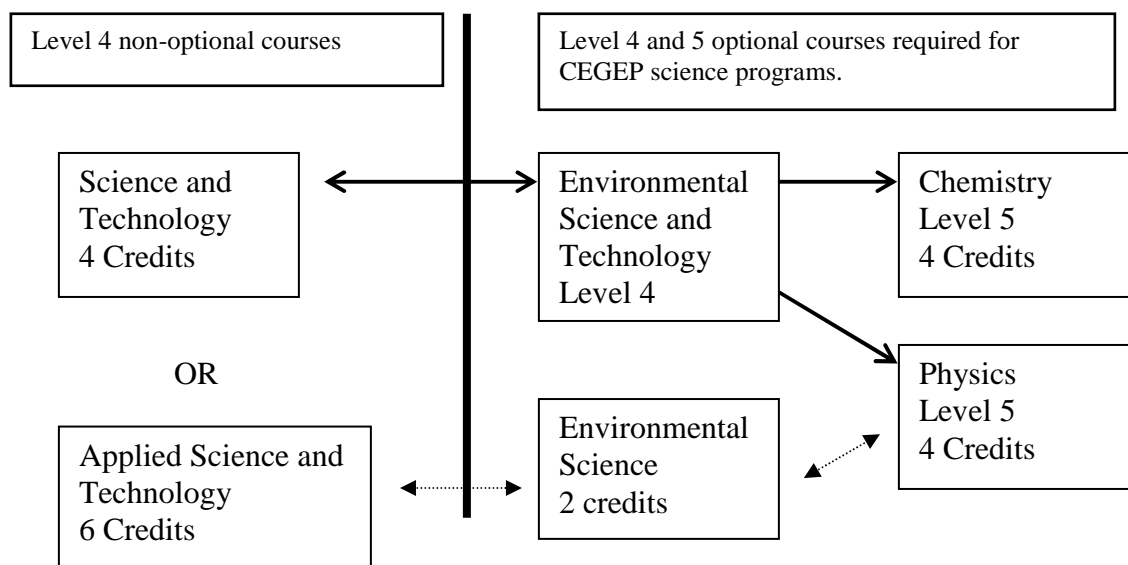 Level 4 non-optional courses
Level 4 and 5 optional courses required for
CEGEP science programs.
Science and
Technology
4 Credits
Environmental
Science and
Technology
Level 4
Chemistry
Level 5
4 Credits
OR
Physics
Level 5
4 Credits
Applied Science and
Technology
6 Credits
Environmental
Science
2 credits